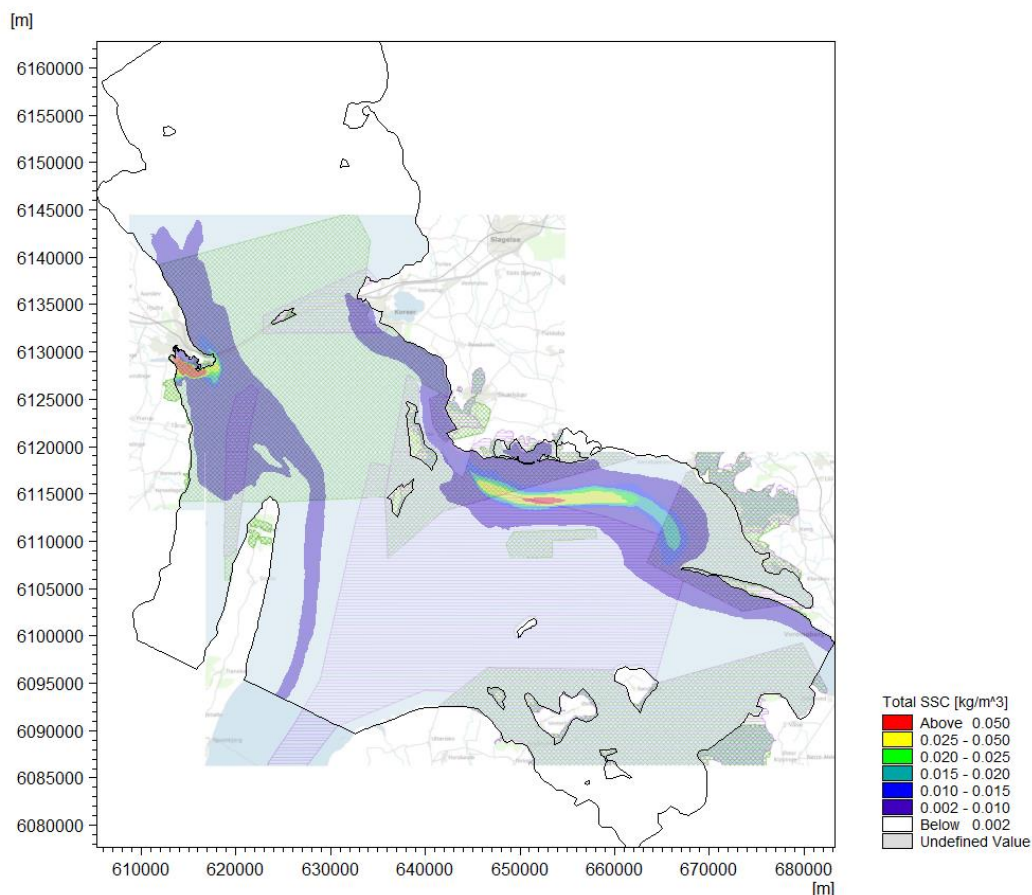 [m]
6160000
6155000
6150000
6145000
6140000
6135000
6130000
6125000
6120000
6115000
6110000
6105000
6100000
6095000
6090000
6085000
6080000
Slagelse
Korsør
610000 620000 630000 640000 650000 660000 670000 680000
[m]
Total SSC [kg/m^3]
Above 0.050
0.025 - 0.050
0.020 - 0.025
0.015 - 0.020
0.010 - 0.015
0.002 - 0.010
Below 0.002
Undefined Value